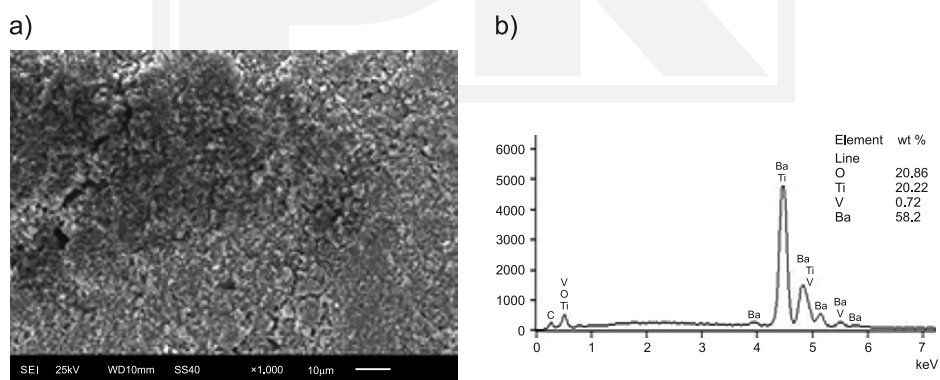 a)
b)
SEI 25kV WD10mm SS40 ×1,000 10μm
Element wt %
Line
O 20.86
Ti 20.22
V 0.72
Ba 58.2
6000
5000
4000
3000
2000
1000
0
Ba
Ti
Ba
Ti
V
V
O
Ti
C
Ba
Ba
Ba
V
Ba
0 1 2 3 4 5 6 7
keV
PK